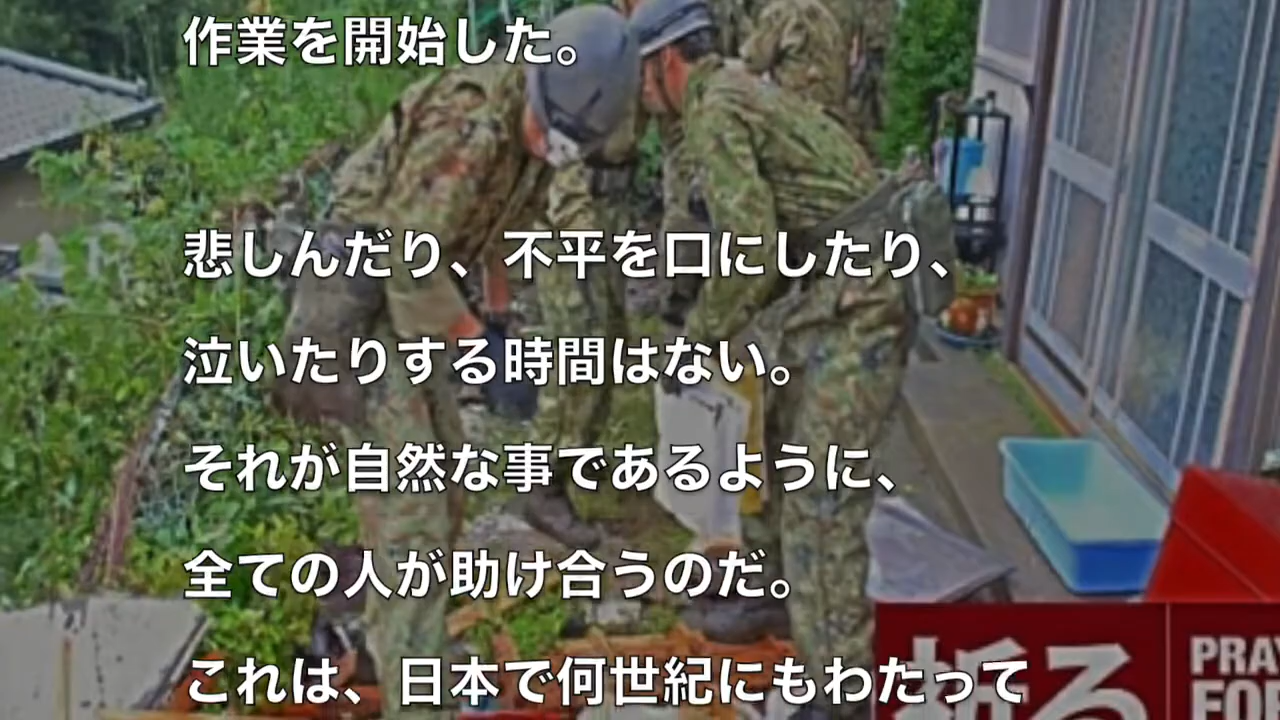 作業を開始した。
悲しんだり、不平を口にしたり、
泣いたりする時間はない。
それが自然な事であるように、
全ての人が助け合うのだ。
これは、日本で何世紀にもわたって
祈る
PRAY
FOR